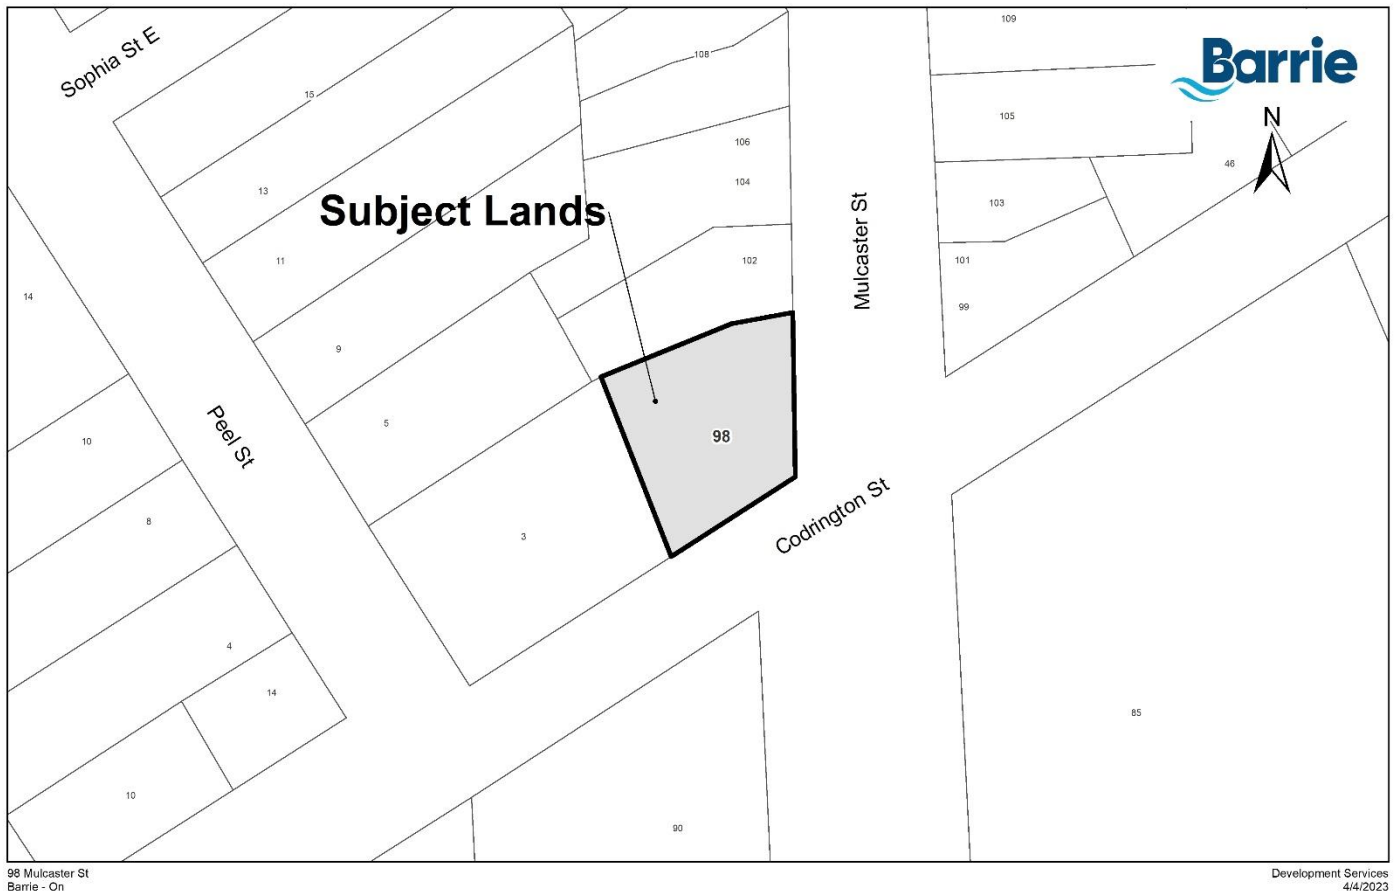 Sophia St E
108
109
Barrie
15
105
N
106
13
104
46
Subject Lands
103
Mulcaster St
11
102
101
14
99
9
5
Peel St
98
10
Codrington St
8
3
4
14
85
10
90
98 Mulcaster St
Barrie - On
Development Services
4/4/2023